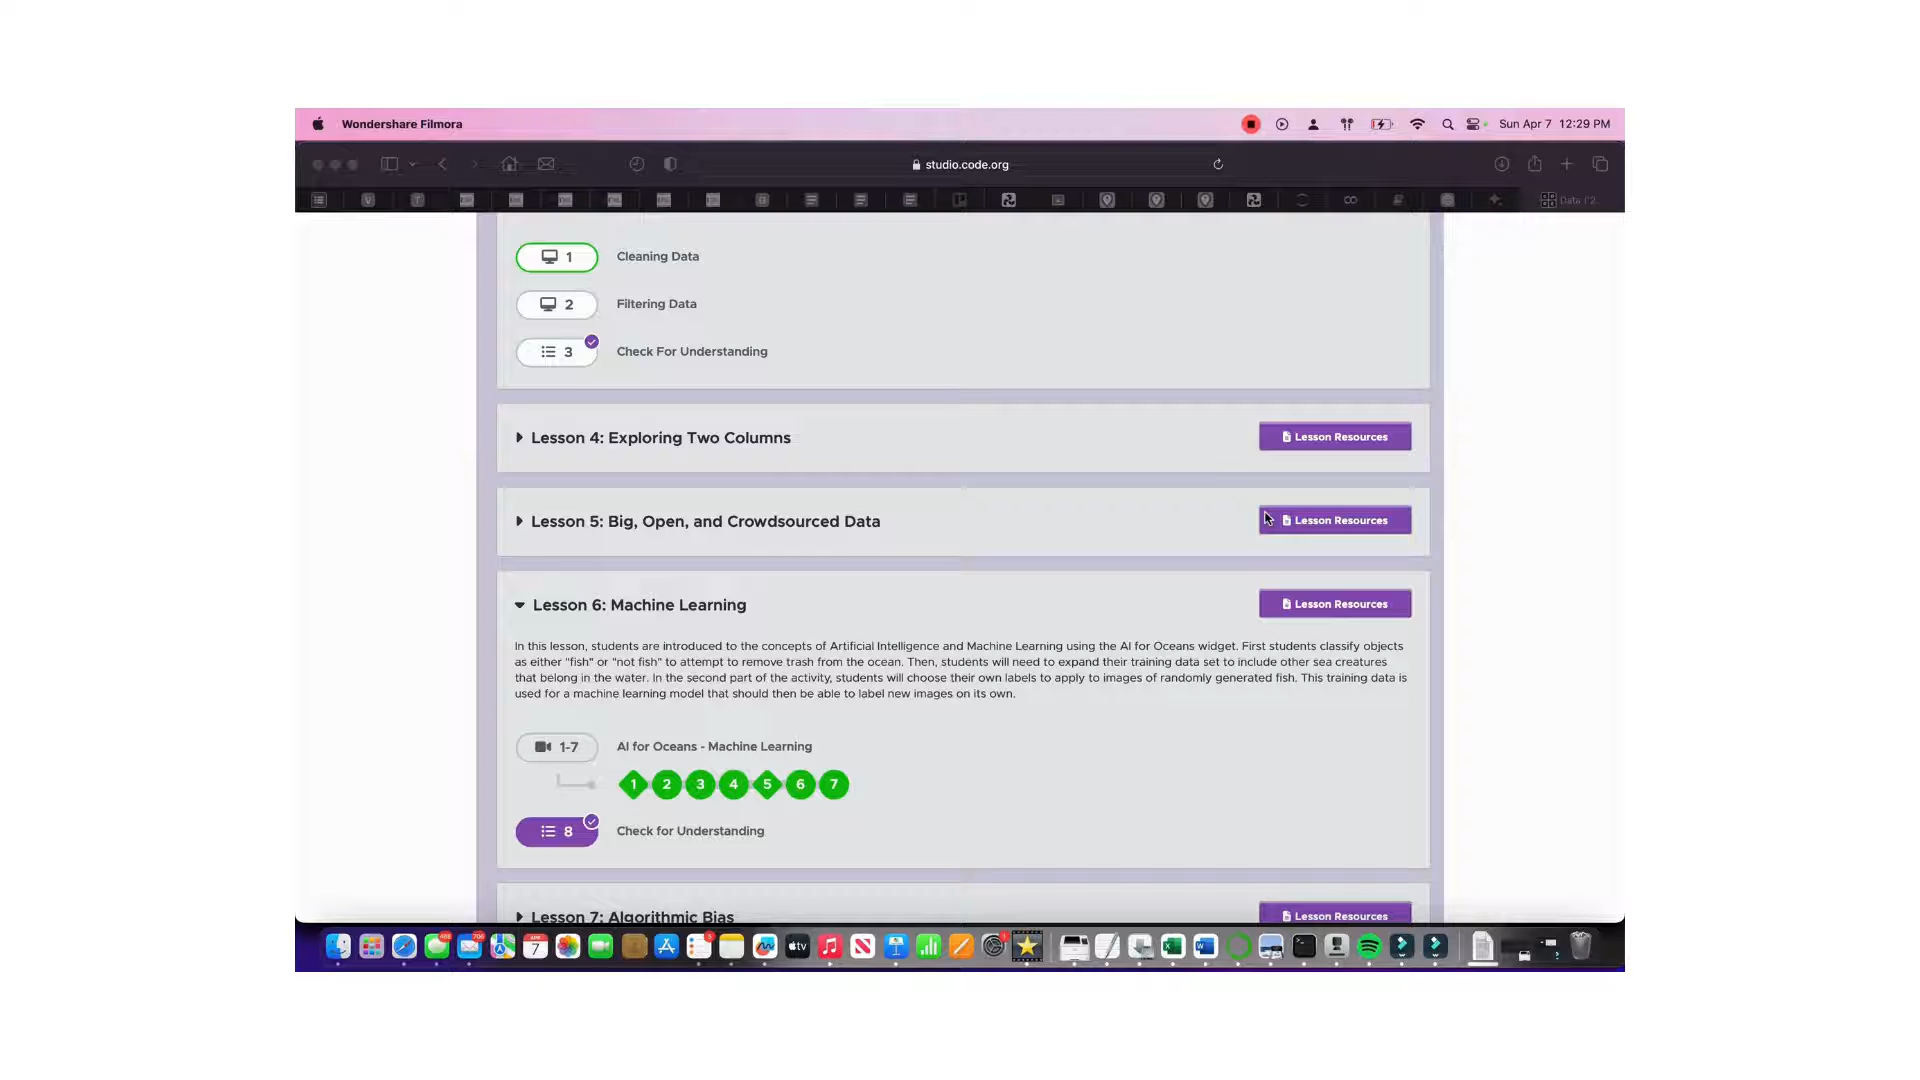 Wondershare Filmora
Sun Apr 7 12:29 PM
studio.code.org
1 Cleaning Data
2 Filtering Data
3 Check For Understanding
Lesson 4: Exploring Two Columns
Lesson Resources
Lesson 5: Big, Open, and Crowdsourced Data
Lesson Resources
Lesson 6: Machine Learning
Lesson Resources
In this lesson, students are introduced to the concepts of Artificial Intelligence and Machine Learning using the AI for Oceans widget. First students classify objects
as either "fish" or "not fish" to attempt to remove trash from the ocean. Then, students will need to expand their training data set to include other sea creatures
that belong in the water. In the second part of the activity, students will choose their own labels to apply to images of randomly generated fish. This training data is
used for a machine learning model that should then be able to label new images on its own.
1-7 AI for Oceans - Machine Learning
1 2 3 4 5 6 7
8 Check for Understanding
Lesson 7: Algorithmic Bias
Lesson Resources
tv
7